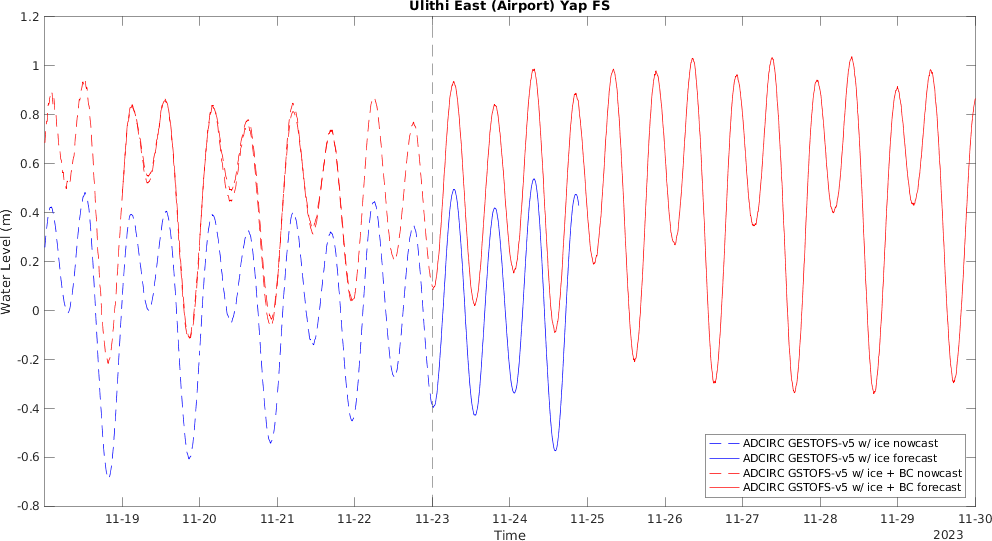 Ulithi East (Airport) Yap FS
1.2
1
0.8
0.6
0.4
0.2
0
-0.2
-0.4
-0.6
-0.8
Water Level (m)
ADCIRC GESTOFS-v5 w/ ice nowcast
ADCIRC GESTOFS-v5 w/ ice forecast
ADCIRC GSTOFS-v5 w/ ice + BC nowcast
ADCIRC GSTOFS-v5 w/ ice + BC forecast
11-19 11-20 11-21 11-22 11-23 11-24 11-25 11-26 11-27 11-28 11-29 11-30
Time
2023